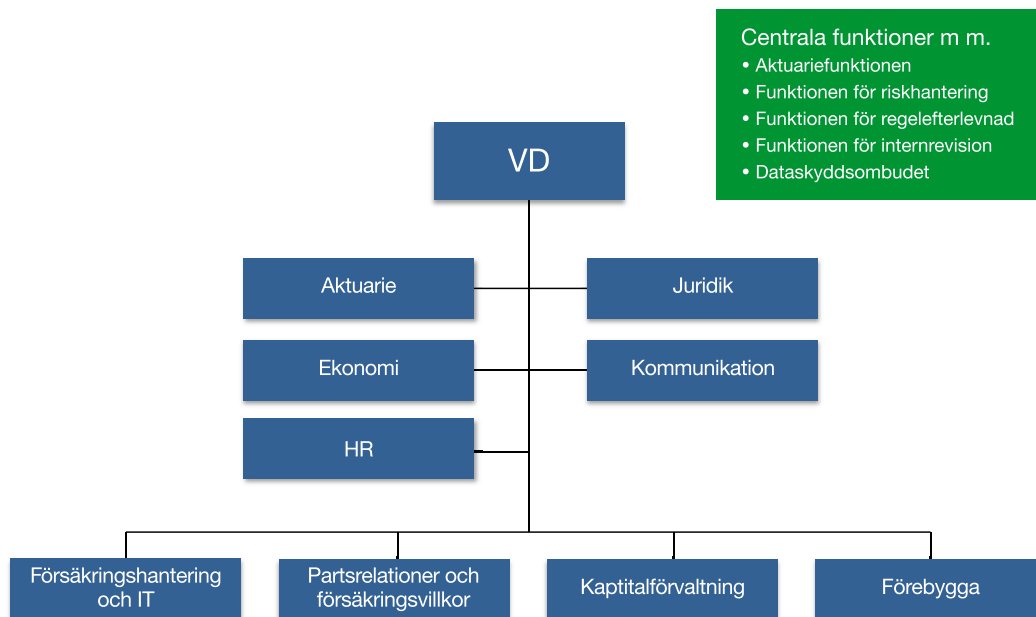 Centrala funktioner m m.
• Aktuariefunktionen
• Funktionen för riskhantering
• Funktionen för regelefterlevnad
• Funktionen för internrevision
• Dataskyddsombudet
VD
Aktuarie
Juridik
Ekonomi
Kommunikation
HR
Försäkringshantering
och IT
Partsrelationer och
försäkringsvillkor
Kaptitalförvaltning
Förebygga